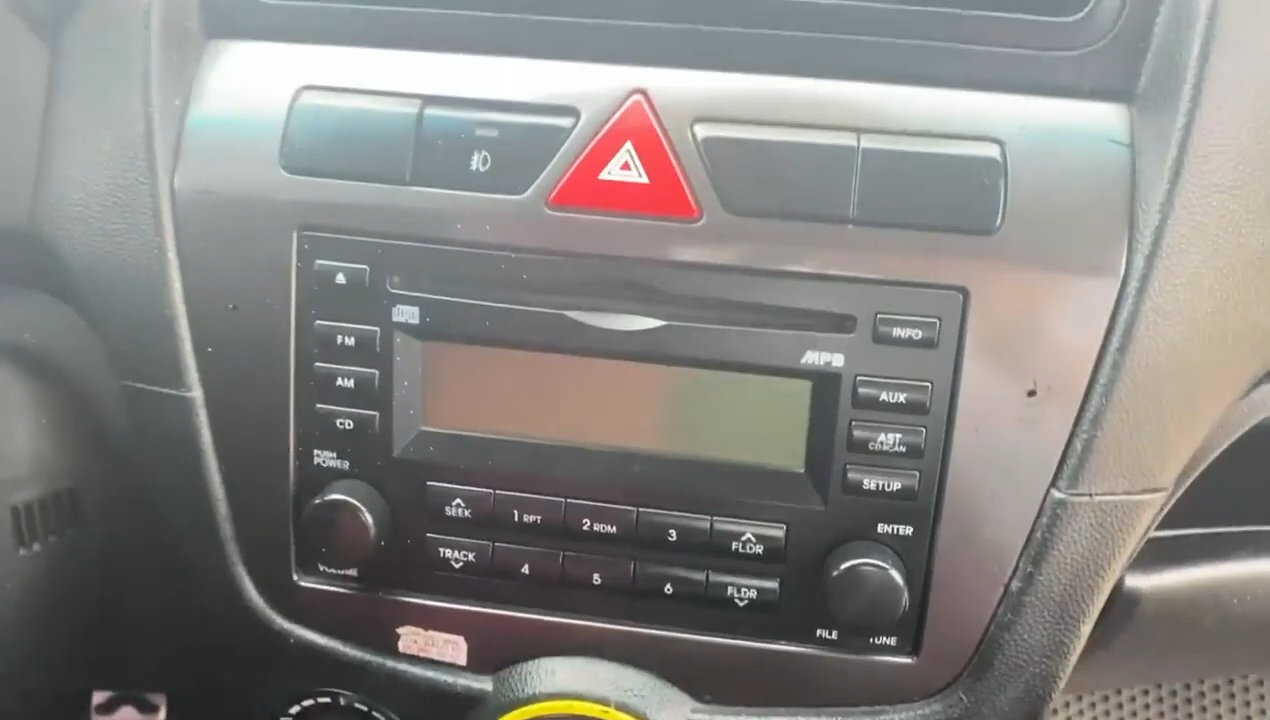 INFO
FM
MP3
AM
AUX
CD
AST
CD SCAN
PUSH
POWER
SETUP
SEEK
1 RPT
2 RDM
3
FLDR
ENTER
TRACK
4
5
6
FLDR
VOLUME
FILE
TUNE